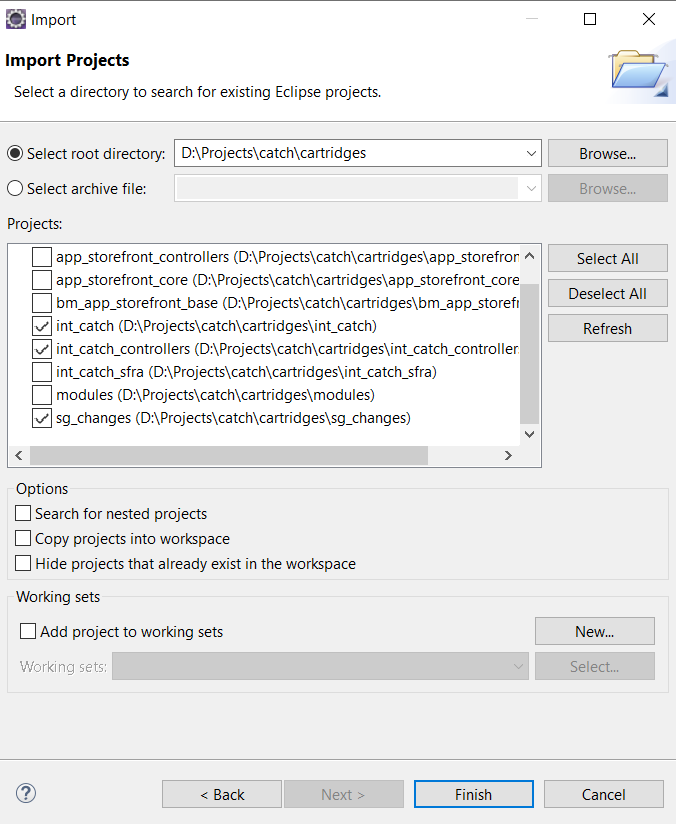 Import
Import Projects
Select a directory to search for existing Eclipse projects.
Select root directory: D:\Projects\catch\cartridges Browse...
Select archive file: Browse...
Projects:
app_storefront_controllers (D:\Projects\catch\cartridges\app_storefron
Select All
app_storefront_core (D:\Projects\catch\cartridges\app_storefront_core
Deselect All
bm_app_storefront_base (D:\Projects\catch\cartridges\bm_app_storefr
int_catch (D:\Projects\catch\cartridges\int_catch)
Refresh
int_catch_controllers (D:\Projects\catch\cartridges\int_catch_controller
int_catch_sfra (D:\Projects\catch\cartridges\int_catch_sfra)
modules (D:\Projects\catch\cartridges\modules)
sg_changes (D:\Projects\catch\cartridges\sg_changes)
Options
Search for nested projects
Copy projects into workspace
Hide projects that already exist in the workspace
Working sets
Add project to working sets New...
Working sets: Select...
? < Back Next > Finish Cancel